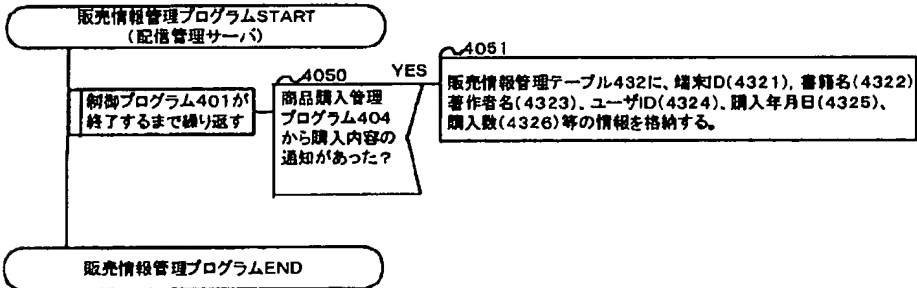 販売情報管理プログラムSTART
(配信管理サーバ)
制御プログラム401が
終了するまで繰り返す
4050
商品購入管理
プログラム404
から購入内容の
通知があった？
YES
4051
販売情報管理テーブル432に、端末ID(4321), 書籍名(4322)
著作者名(4323)、ユーザID(4324)、購入年月日(4325)、
購入数(4326)等の情報を格納する。
販売情報管理プログラムEND